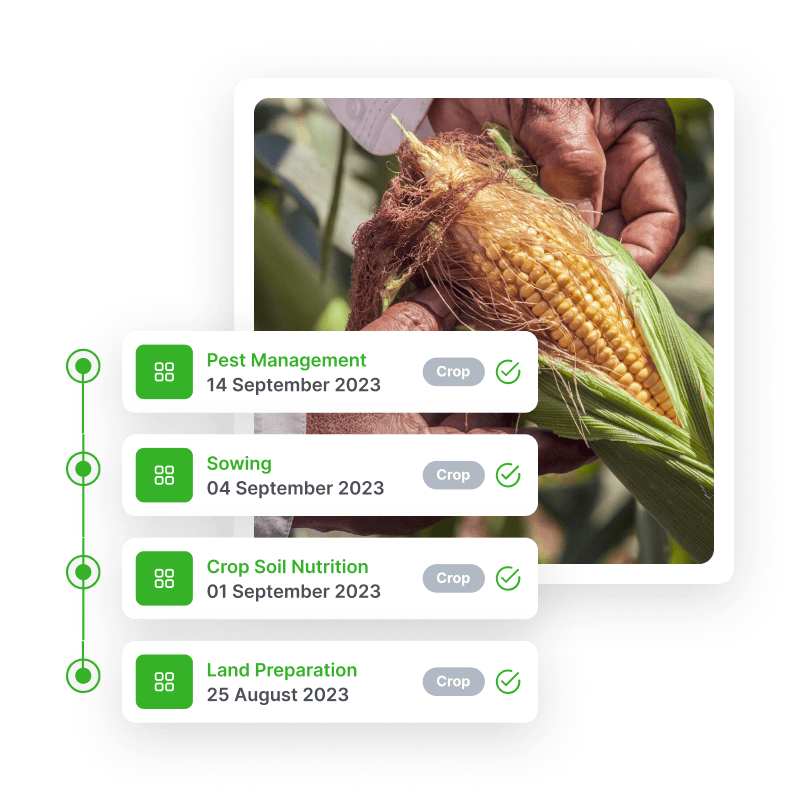 Pest Management
14 September 2023
Crop
Sowing
04 September 2023
Crop
Crop Soil Nutrition
01 September 2023
Crop
Land Preparation
25 August 2023
Crop